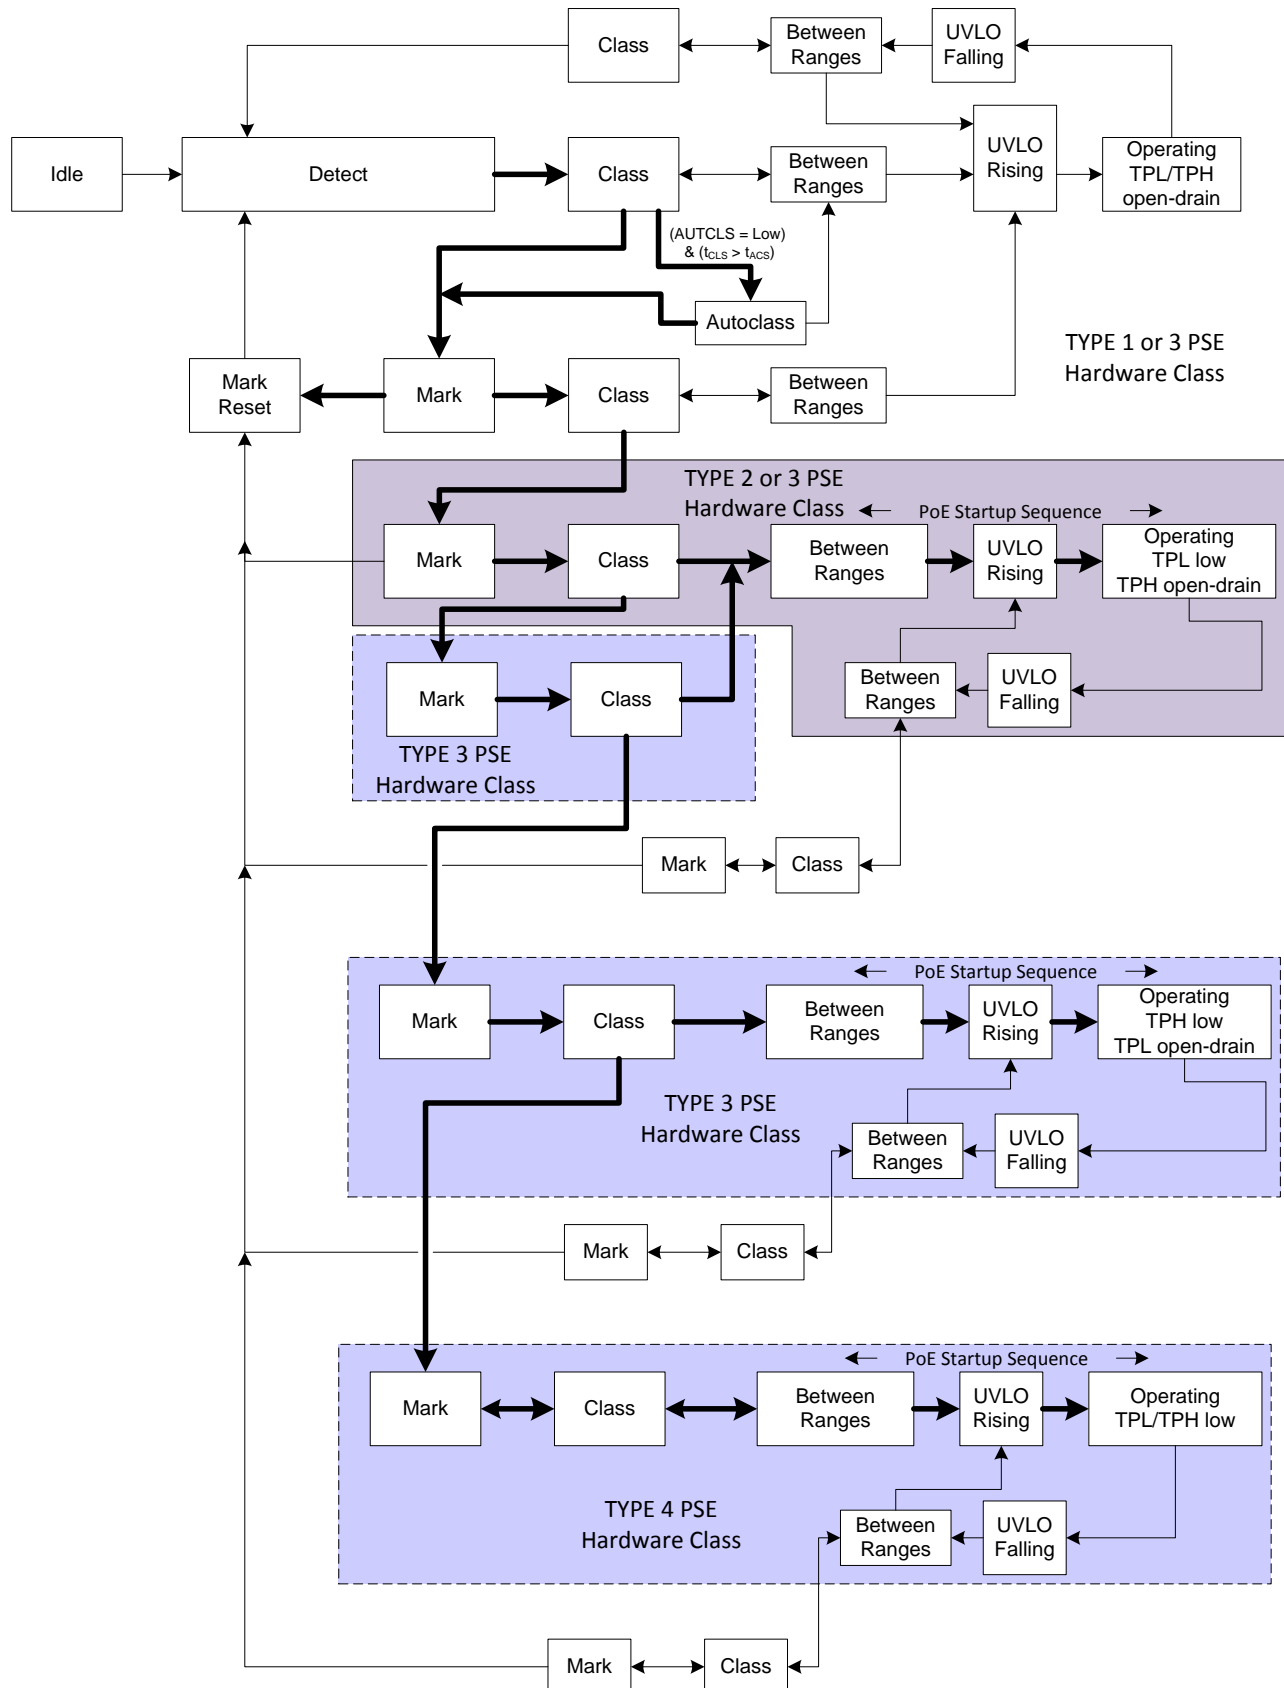 Class
Between
Ranges
UVLO
Falling
Idle
Detect
Class
Between
Ranges
UVLO
Rising
Operating
TPL/TPH
open-drain
(AUTCLS = Low)
& (tCLS > tACS)
Autoclass
TYPE 1 or 3 PSE
Hardware Class
Mark
Reset
Mark
Class
Between
Ranges
TYPE 2 or 3 PSE
Hardware Class
PoE Startup Sequence
Mark
Class
Between
Ranges
UVLO
Rising
Operating
TPL low
TPH open-drain
Mark
Class
Between
Ranges
UVLO
Falling
TYPE 3 PSE
Hardware Class
Mark
Class
PoE Startup Sequence
Mark
Class
Between
Ranges
UVLO
Rising
Operating
TPH low
TPL open-drain
TYPE 3 PSE
Hardware Class
Between
Ranges
UVLO
Falling
Mark
Class
PoE Startup Sequence
Mark
Class
Between
Ranges
UVLO
Rising
Operating
TPL/TPH low
TYPE 4 PSE
Hardware Class
Between
Ranges
UVLO
Falling
Mark
Class